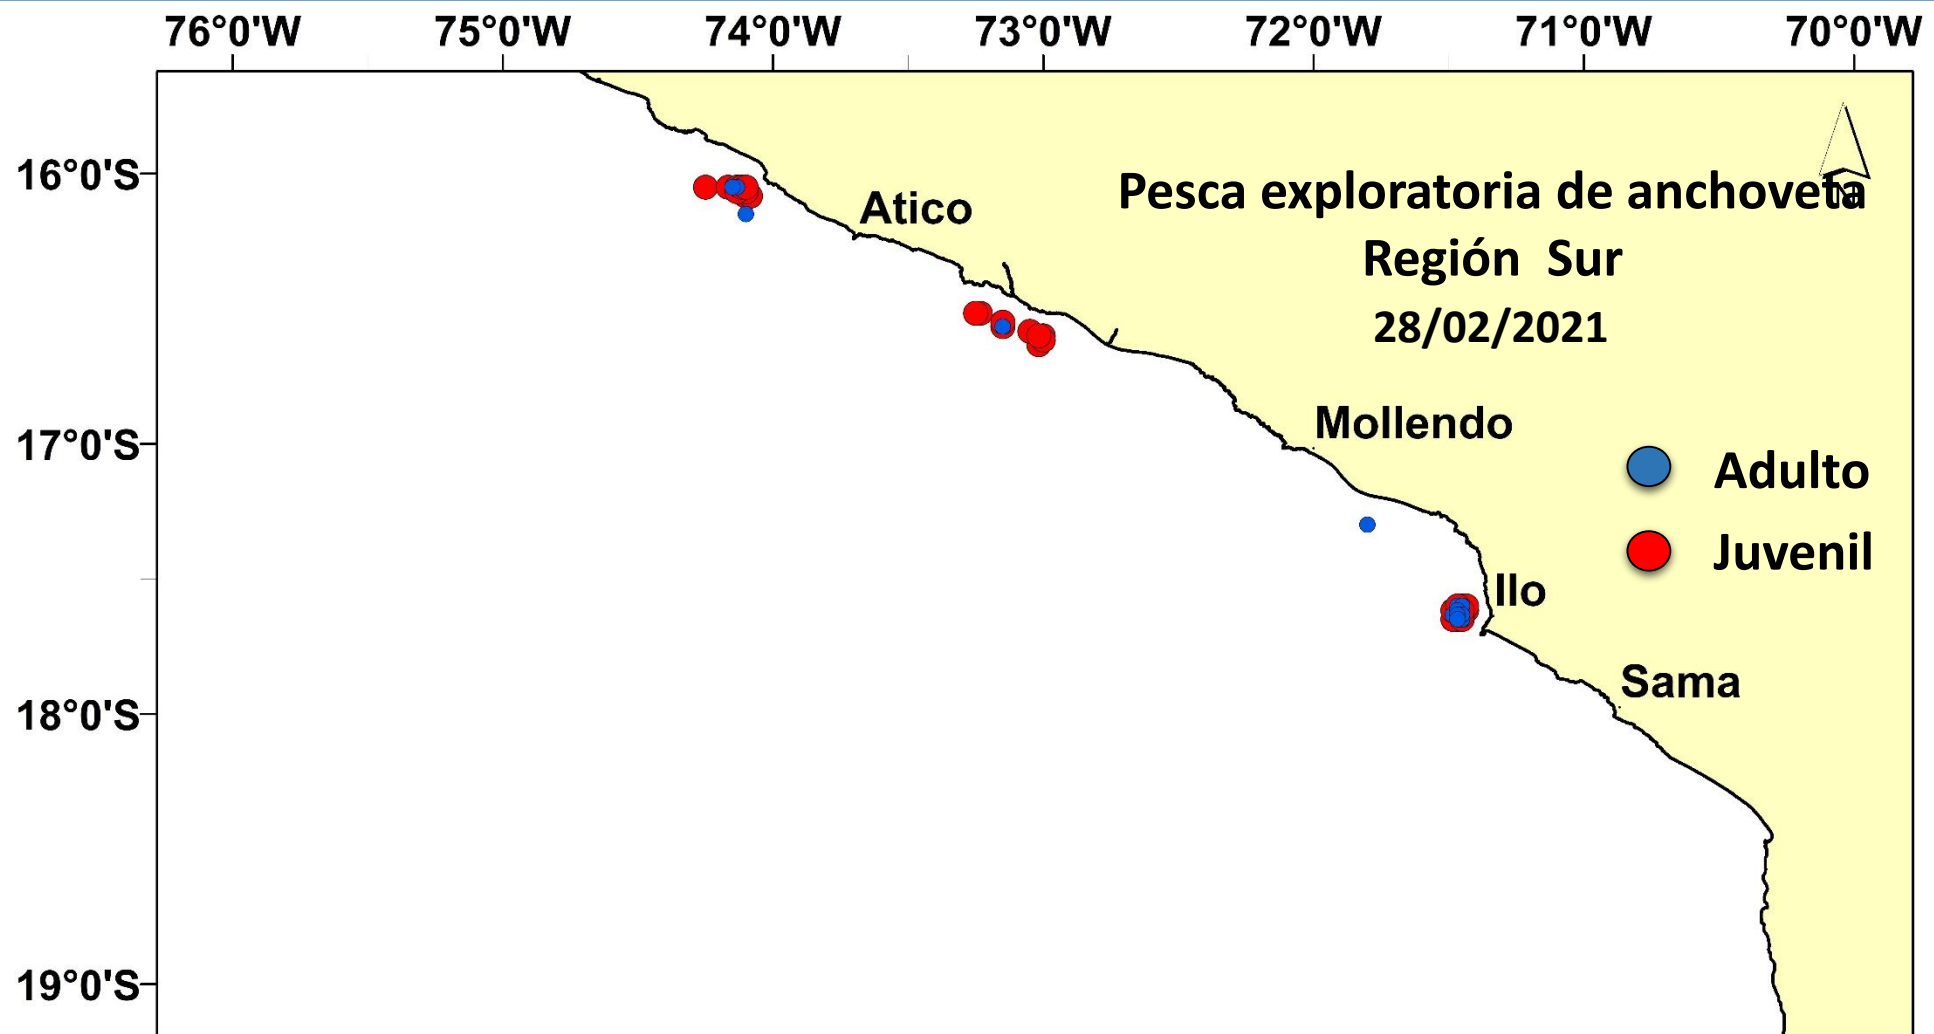 76°0'W 75°0'W 74°0'W 73°0'W 72°0'W 71°0'W 70°0'W
16°0'S
Pesca exploratoria de anchoveta
Atico
Región Sur
28/02/2021
Mollendo
17°0'S
Adulto
Juvenil
Ilo
Sama
18°0'S
19°0'S